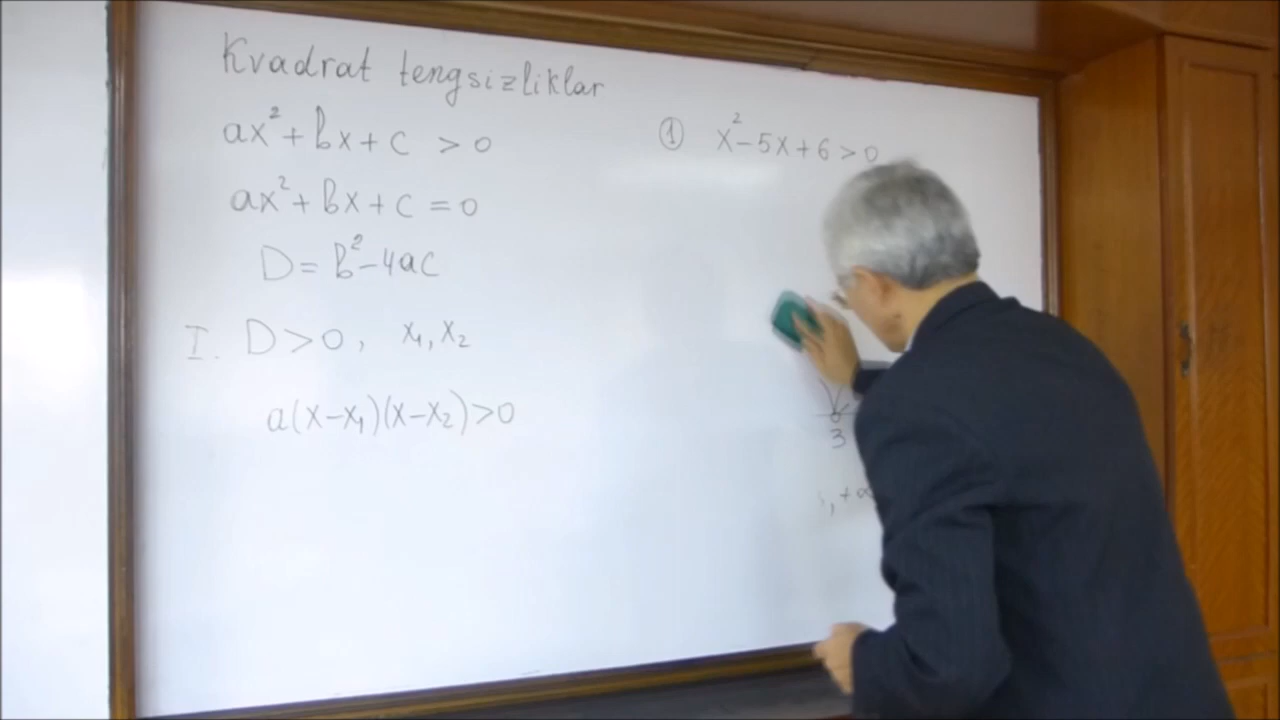 Kvadrat tengsizliklar
ax² + bx + c > 0
ax² + bx + c = 0
D = b² - 4ac
I. D > 0, x₁, x₂
a(x - x₁)(x - x₂) > 0
① x² - 5x + 6 > 0
3